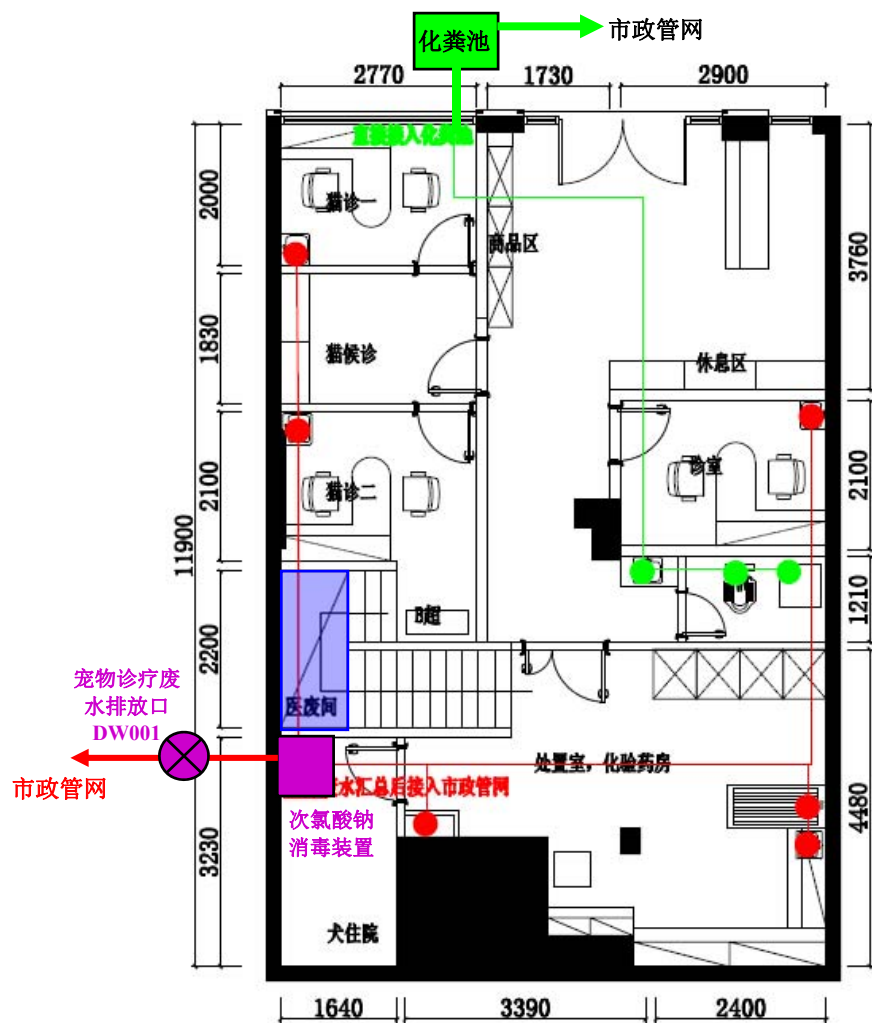 化粪池
市政管网
2770
1730
2900
直接接入化粪池
2000
猫诊一
商品区
3760
1830
猫候诊
休息区
2100
猫诊二
诊室
2100
11900
1210
B超
2200
医废间
宠物诊疗废
水排放口
DW001
市政管网
处置室，化验药房
水汇总后接入市政管网
次氯酸钠
消毒装置
4480
3230
犬住院
1640
3390
2400